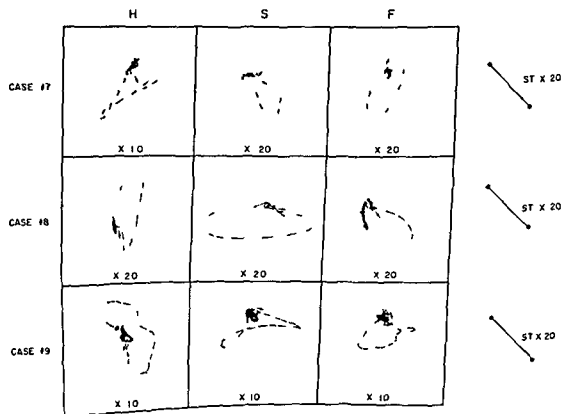 H S F
CASE #7 ST X 20
X 10 X 20 X 20
CASE #8 ST X 20
X 20 X 20 X 20
CASE #9 ST X 20
X 10 X 10 X 10